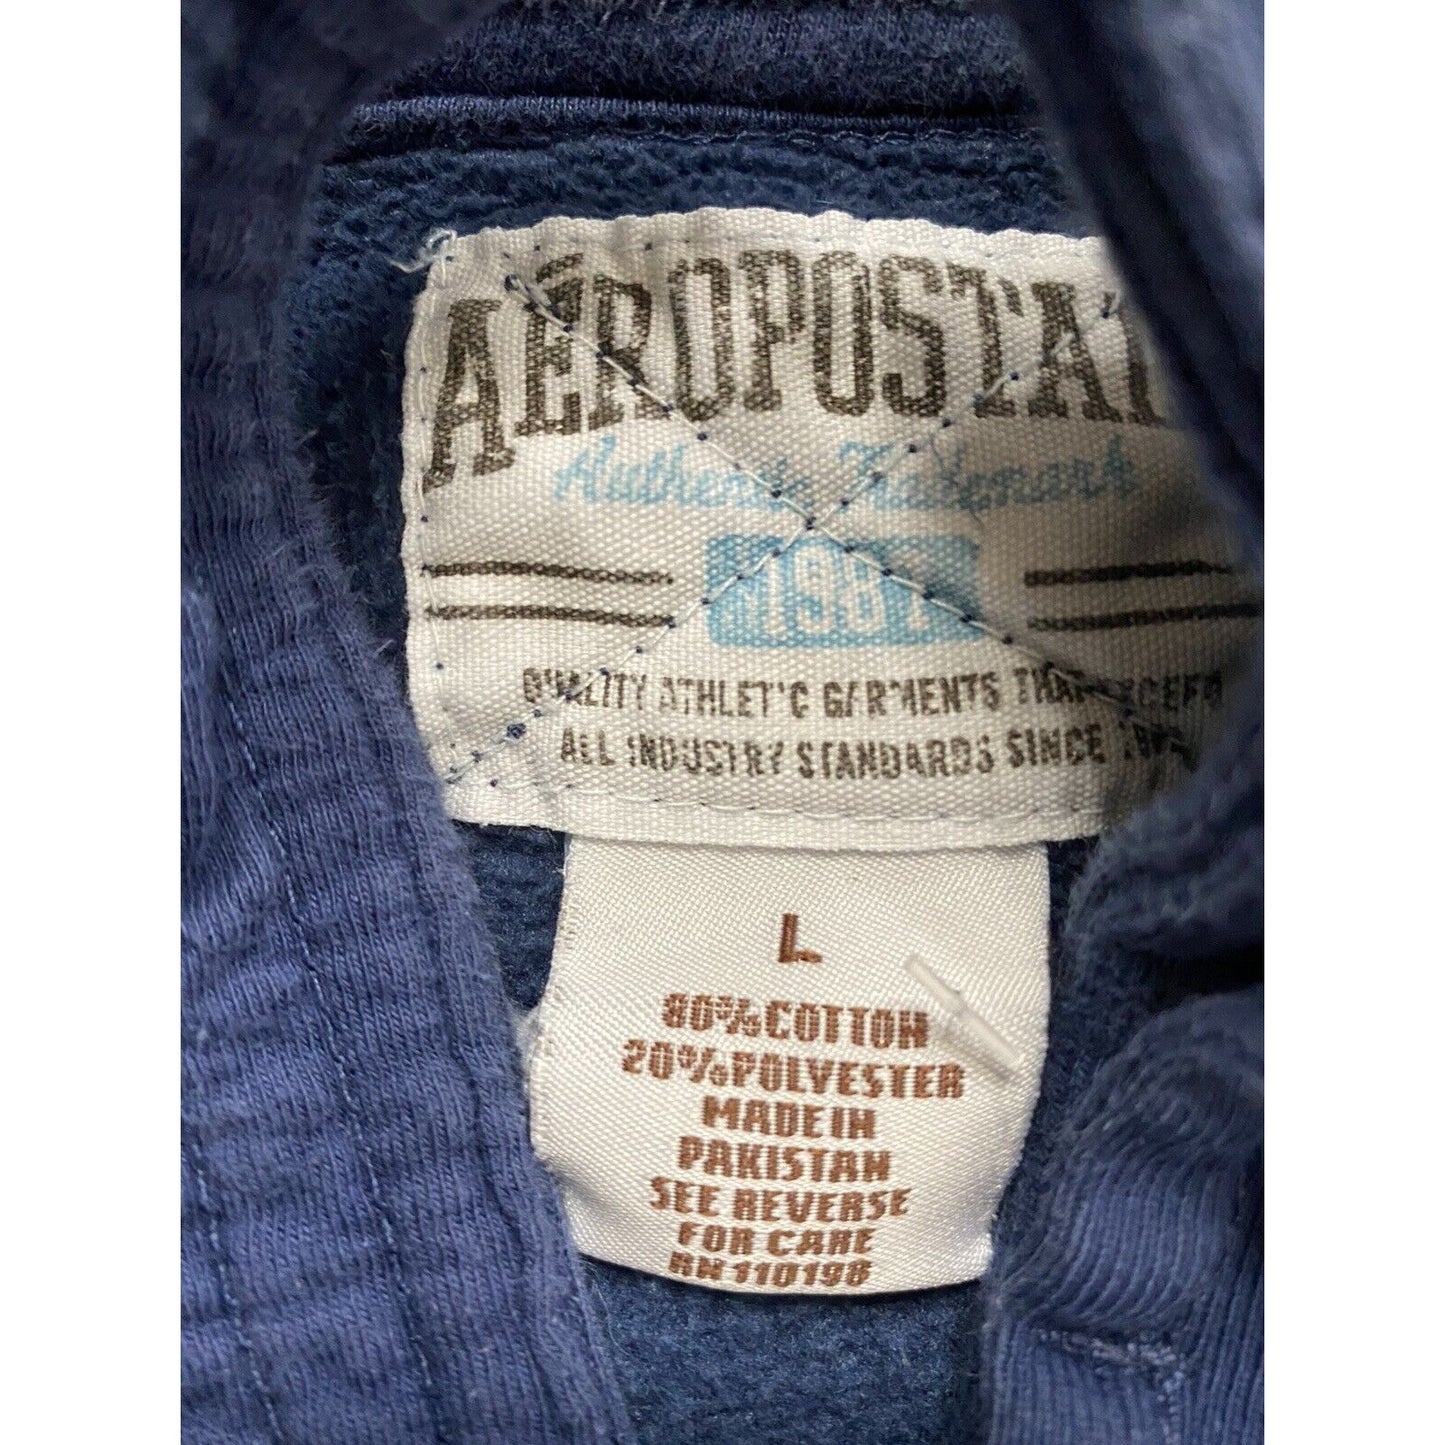 AÉROPOSTA
Authentic Trademark
1987
QUALITY ATHLETIC GARMENTS THAT EXCEED
ALL INDUSTRY STANDARDS SINCE
L
80%COTTON
20%POLYESTER
MADE IN
PAKISTAN
SEE REVERSE
FOR CARE
RN 110198